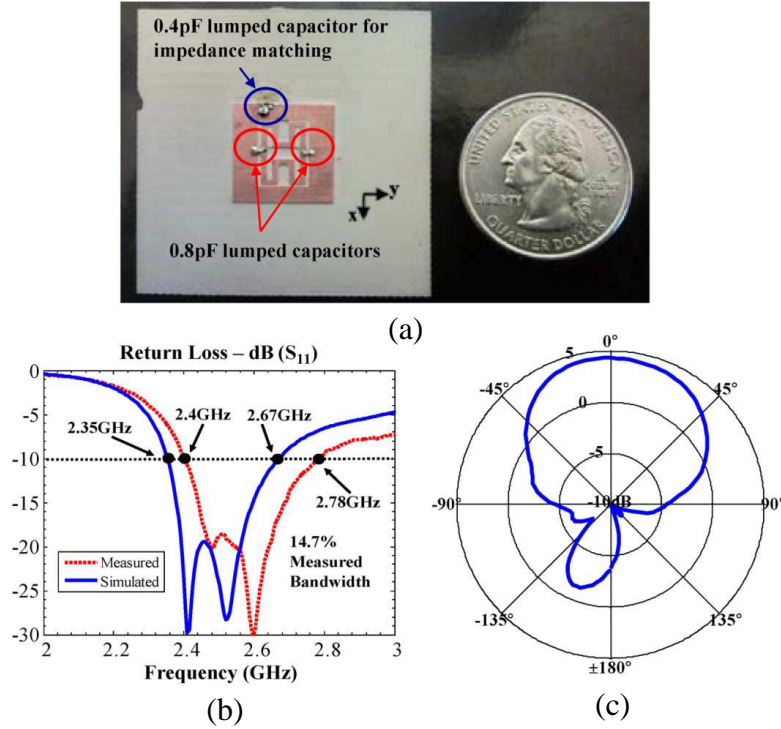 0.4pF lumped capacitor for
impedance matching
y
x
0.8pF lumped capacitors
UNITED STATES OF AMERICA
LIBERTY
QUARTER DOLLAR
(a)
Return Loss – dB (S11)
0
-5
-10
-15
-20
-25
-30
2.35GHz
2.4GHz
2.67GHz
2.78GHz
14.7%
Measured
Bandwidth
Measured
Simulated
2
2.2
2.4
2.6
2.8
3
Frequency (GHz)
(b)
0°
5
-45°
45°
0
-5
-90°
-10dB
90°
-135°
135°
±180°
(c)